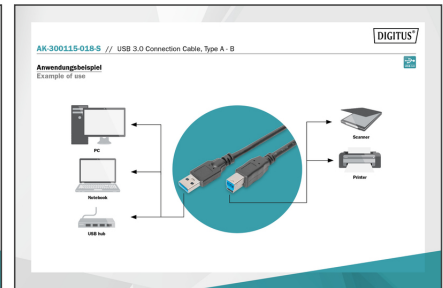 DIGITUS®
AK-300115-018-S // USB 3.0 Connection Cable, Type A - B
Anwendungsbeispiel
Example of use
PC
Notebook
USB hub
Scanner
Printer